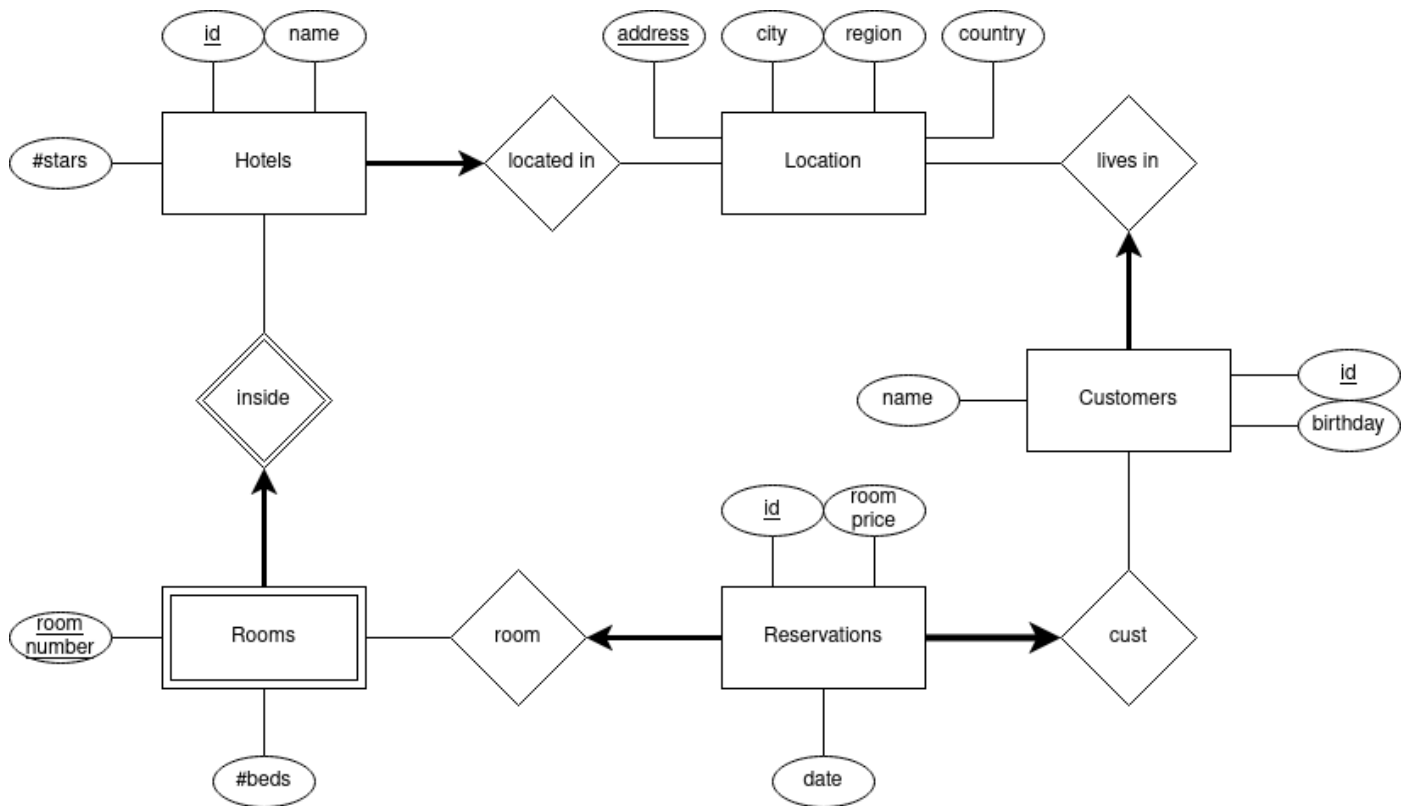 id
name
address
city
region
country
#stars
Hotels
located in
Location
lives in
inside
name
Customers
id
birthday
id
room
price
room
number
Rooms
room
Reservations
cust
#beds
date